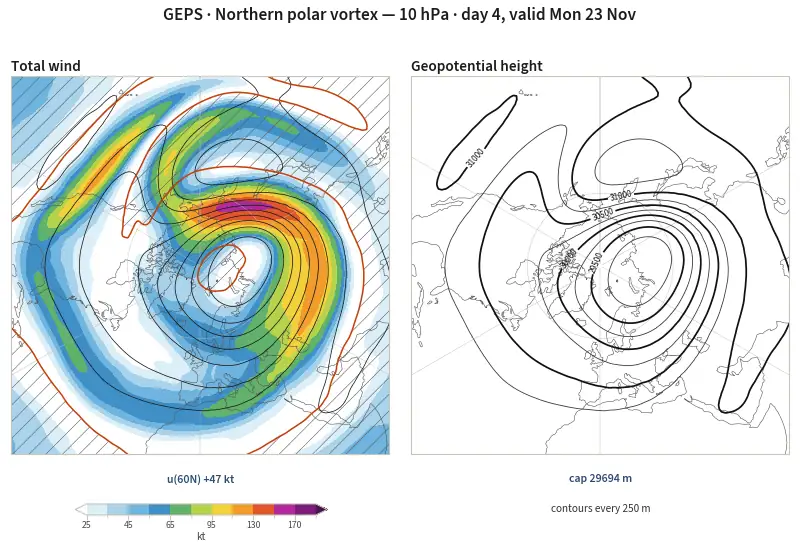 GEPS · Northern polar vortex — 10 hPa · day 4, valid Mon 23 Nov
Total wind
Geopotential height
31000
31000
30500
29500
u(60N) +47 kt
cap 29694 m
contours every 250 m
25 45 65 95 130 170
kt